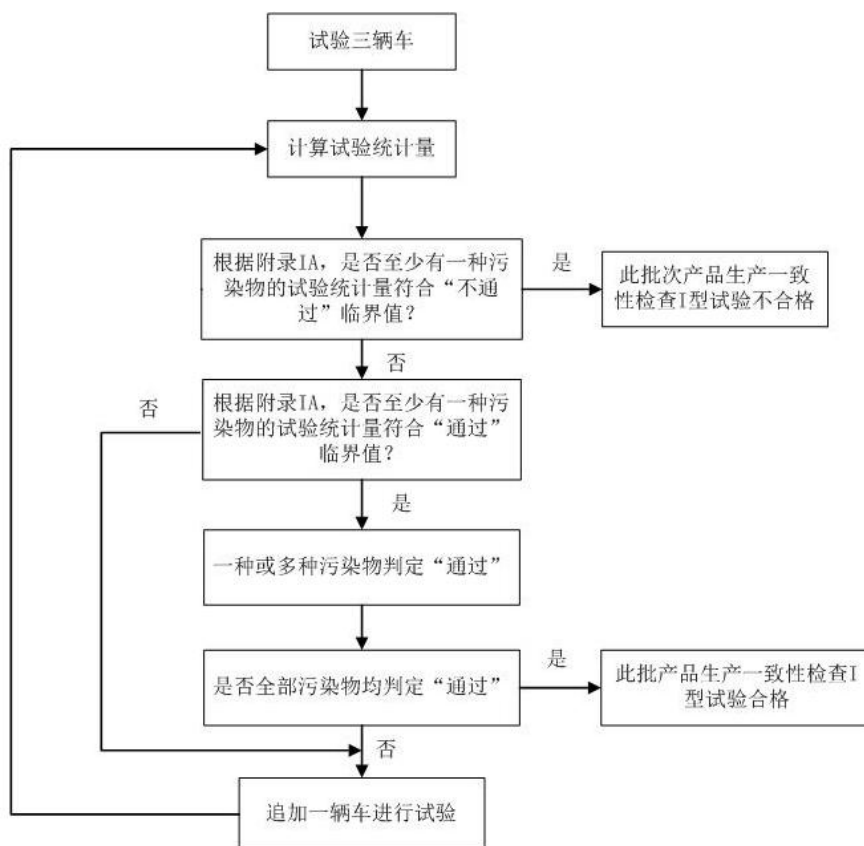 试验三辆车
计算试验统计量
根据附录IA，是否至少有一种污
染物的试验统计量符合“不通
过”临界值？
是
此批次产品生产一致
性检查I型试验不合格
否
根据附录IA，是否至少有一种污
染物的试验统计量符合“通过”
临界值？
否
是
一种或多种污染物判定“通过”
是否全部污染物均判定“通过”
是
此批产品生产一致性检查I
型试验合格
否
追加一辆车进行试验